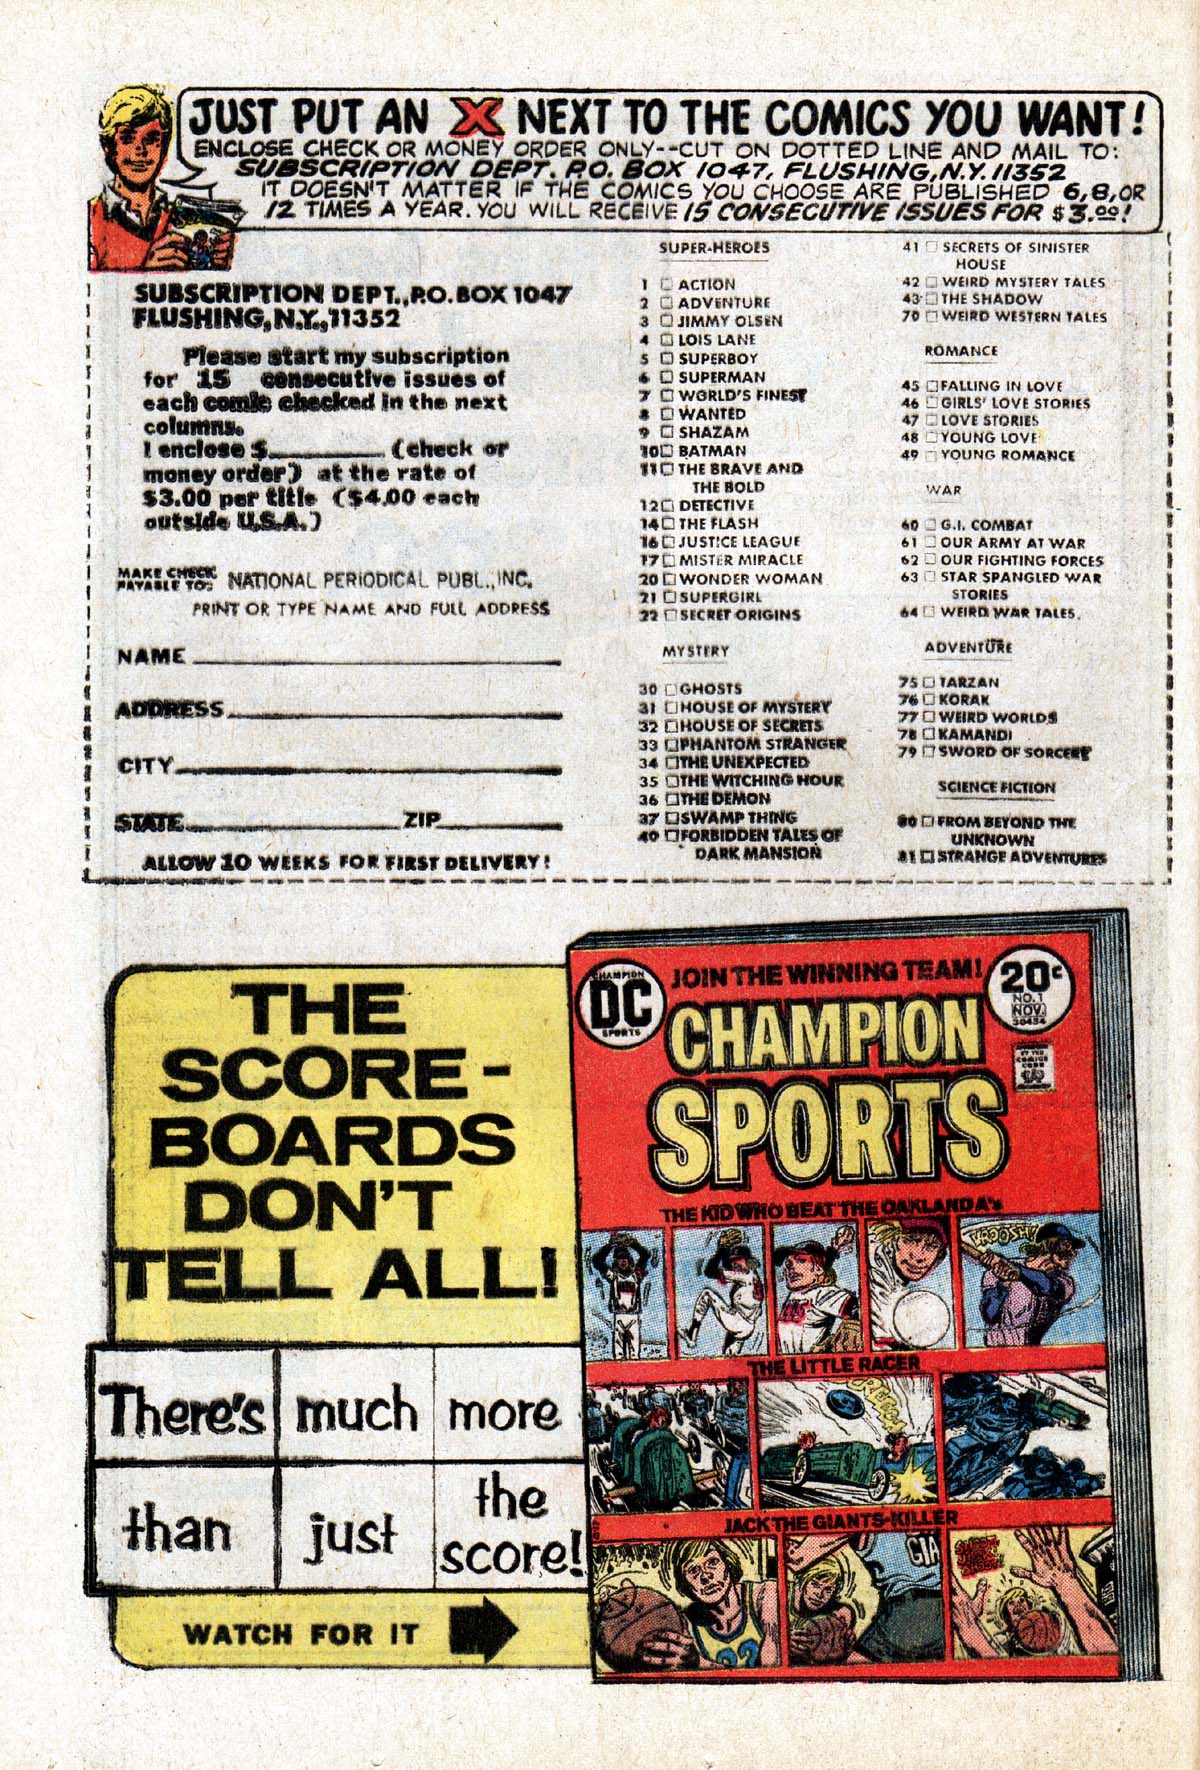 JUST PUT AN X NEXT TO THE COMICS YOU WANT!
ENCLOSE CHECK OR MONEY ORDER ONLY--CUT ON DOTTED LINE AND MAIL TO:
SUBSCRIPTION DEPT. P.O. BOX 1047, FLUSHING, N.Y. 11352
IT DOESN'T MATTER IF THE COMICS YOU CHOOSE ARE PUBLISHED 6, 8, OR
12 TIMES A YEAR. YOU WILL RECEIVE 15 CONSECUTIVE ISSUES FOR $3.00!
SUBSCRIPTION DEPT., P.O. BOX 1047
FLUSHING, N.Y., 11352
Please start my subscription
for 15 consecutive issues of
each comic checked in the next
columns.
I enclose $________ (check or
money order) at the rate of
$3.00 per title ($4.00 each
outside U.S.A.)
MAKE CHECK
PAYABLE TO: NATIONAL PERIODICAL PUBL., INC.
PRINT OR TYPE NAME AND FULL ADDRESS
NAME
ADDRESS
CITY
STATE ZIP
ALLOW 10 WEEKS FOR FIRST DELIVERY!
SUPER-HEROES
1 □ ACTION
2 □ ADVENTURE
3 □ JIMMY OLSEN
4 □ LOIS LANE
5 □ SUPERBOY
6 □ SUPERMAN
7 □ WORLD'S FINEST
8 □ WANTED
9 □ SHAZAM
10 □ BATMAN
11 □ THE BRAVE AND
THE BOLD
12 □ DETECTIVE
14 □ THE FLASH
16 □ JUSTICE LEAGUE
17 □ MISTER MIRACLE
20 □ WONDER WOMAN
21 □ SUPERGIRL
22 □ SECRET ORIGINS
MYSTERY
30 □ GHOSTS
31 □ HOUSE OF MYSTERY
32 □ HOUSE OF SECRETS
33 □ PHANTOM STRANGER
34 □ THE UNEXPECTED
35 □ THE WITCHING HOUR
36 □ THE DEMON
37 □ SWAMP THING
40 □ FORBIDDEN TALES OF
DARK MANSION
41 □ SECRETS OF SINISTER
HOUSE
42 □ WEIRD MYSTERY TALES
43 □ THE SHADOW
70 □ WEIRD WESTERN TALES
ROMANCE
45 □ FALLING IN LOVE
46 □ GIRLS' LOVE STORIES
47 □ LOVE STORIES
48 □ YOUNG LOVE
49 □ YOUNG ROMANCE
WAR
60 □ G.I. COMBAT
61 □ OUR ARMY AT WAR
62 □ OUR FIGHTING FORCES
63 □ STAR SPANGLED WAR
STORIES
64 □ WEIRD WAR TALES.
ADVENTURE
75 □ TARZAN
76 □ KORAK
77 □ WEIRD WORLDS
78 □ KAMANDI
79 □ SWORD OF SORCERY
SCIENCE FICTION
80 □ FROM BEYOND THE
UNKNOWN
81 □ STRANGE ADVENTURES
THE
SCORE-
BOARDS
DON'T
TELL ALL!
There's much more
than just the
score!
WATCH FOR IT
CHAMPION
DC
SPORTS
JOIN THE WINNING TEAM!
20¢
NO. 1
NOV.
30454
CHAMPION
SPORTS
THE KID WHO BEAT THE OAKLAND A's
WOOSH!
THE LITTLE RACER
JACK THE GIANTS-KILLER
GIA